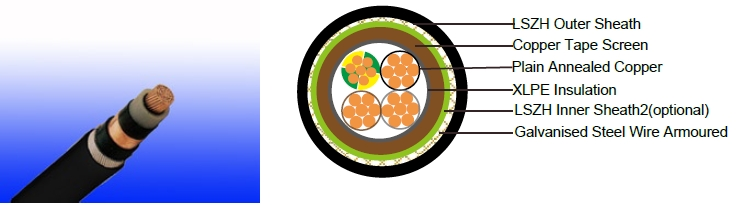 LSZH Outer Sheath
Copper Tape Screen
Plain Annealed Copper
XLPE Insulation
LSZH Inner Sheath2(optional)
Galvanised Steel Wire Armoured